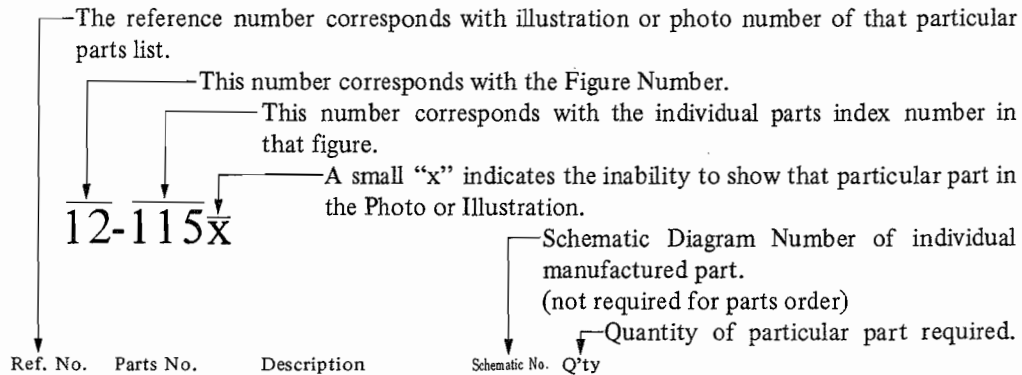 The reference number corresponds with illustration or photo number of that particular
parts list.
This number corresponds with the Figure Number.
This number corresponds with the individual parts index number in
that figure.
A small “x” indicates the inability to show that particular part in
the Photo or Illustration.
12-115x
Schematic Diagram Number of individual
manufactured part.
(not required for parts order)
Quantity of particular part required.
Ref. No. Parts No. Description Schematic No. Q’ty